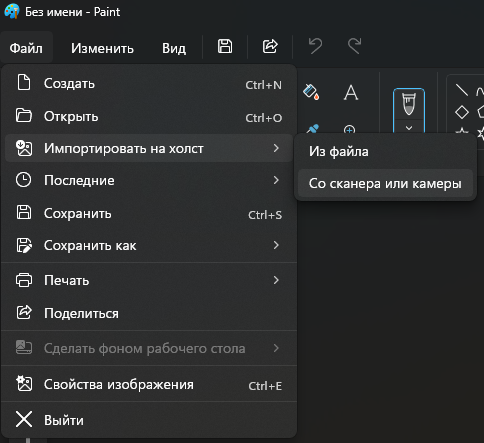 Без имени - Paint
Файл Изменить Вид
Создать Ctrl+N
Открыть Ctrl+O
Импортировать на холст
Из файла
Последние
Со сканера или камеры
Сохранить Ctrl+S
Сохранить как
Печать
Поделиться
Сделать фоном рабочего стола
Свойства изображения Ctrl+E
Выйти